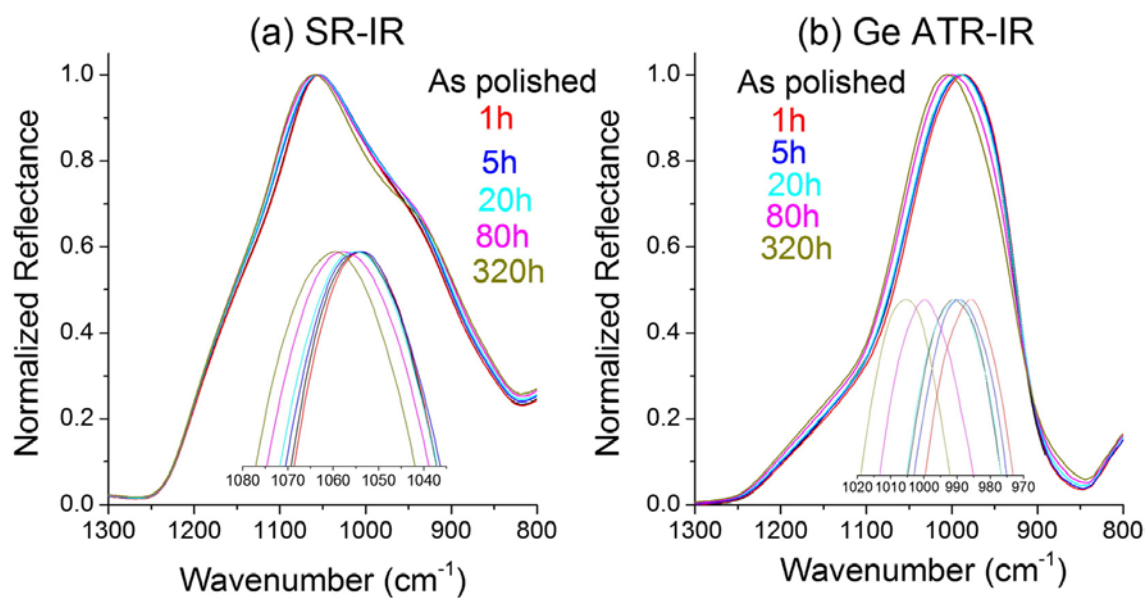 (a) SR-IR
Normalized Reflectance
1.0
0.8
0.6
0.4
0.2
0.0
As polished
1h
5h
20h
80h
320h
1080 1070 1060 1050 1040
1300 1200 1100 1000 900 800
Wavenumber (cm⁻¹)
(b) Ge ATR-IR
Normalized Reflectance
1.0
0.8
0.6
0.4
0.2
0.0
As polished
1h
5h
20h
80h
320h
1020 1010 1000 990 980 970
1300 1200 1100 1000 900 800
Wavenumber (cm⁻¹)